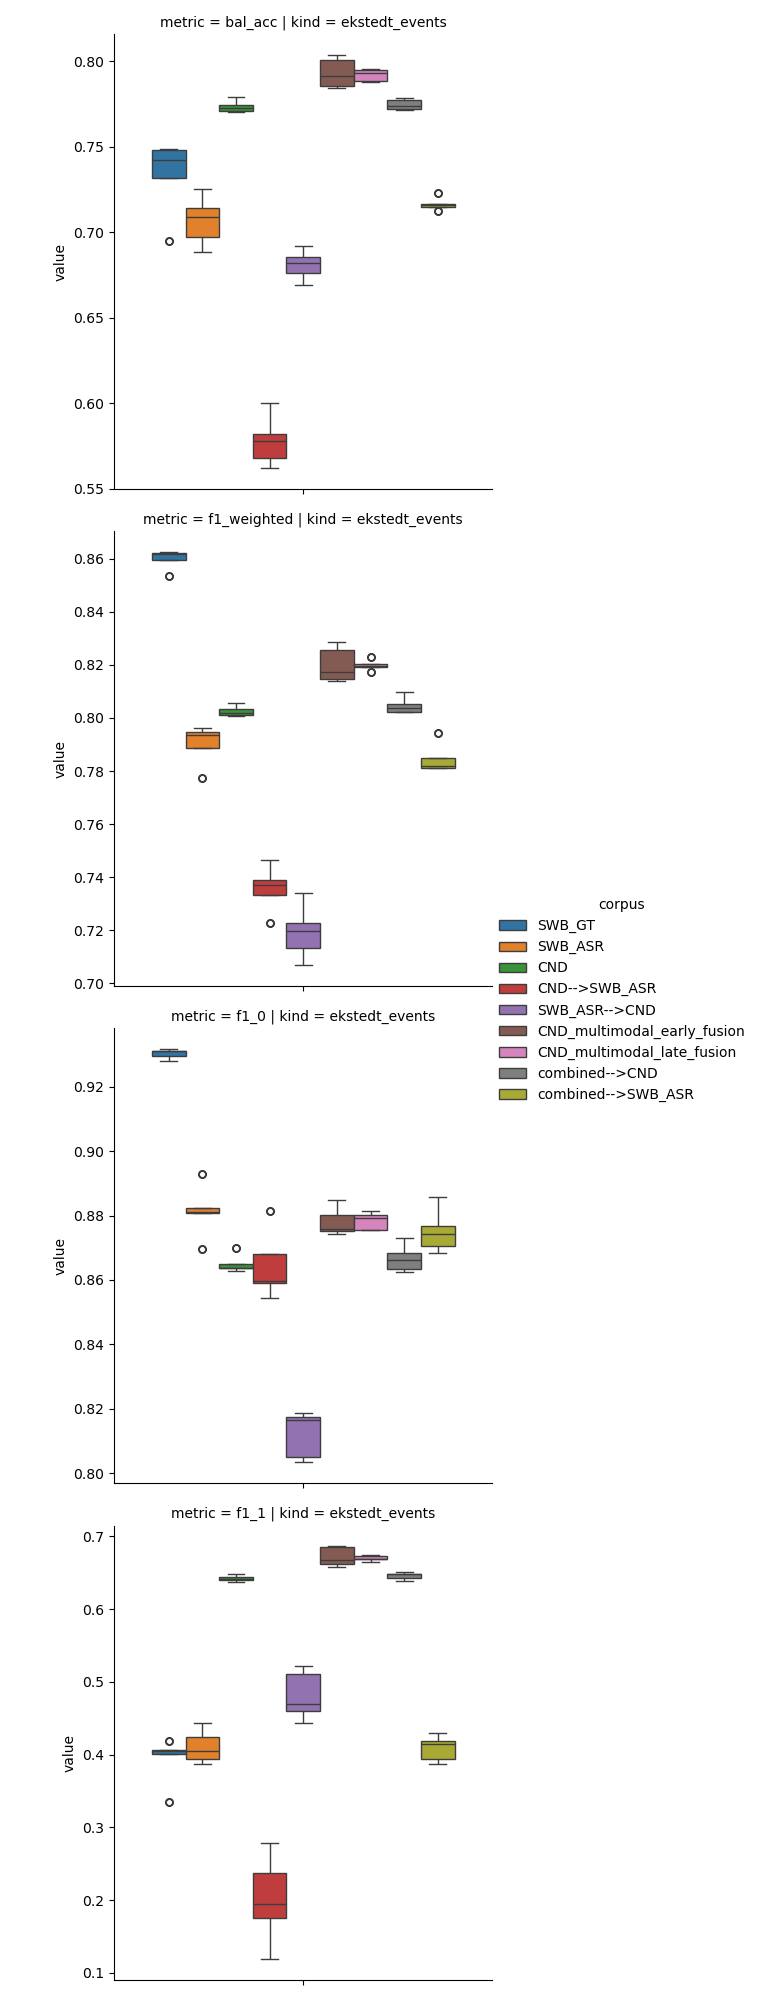 metric = bal_acc | kind = ekstedt_events
0.80
0.75
0.70
0.65
0.60
0.55
value
metric = f1_weighted | kind = ekstedt_events
0.86
0.84
0.82
0.80
0.78
0.76
0.74
0.72
0.70
value
corpus
SWB_GT
SWB_ASR
CND
CND-->SWB_ASR
SWB_ASR-->CND
CND_multimodal_early_fusion
CND_multimodal_late_fusion
combined-->CND
combined-->SWB_ASR
metric = f1_0 | kind = ekstedt_events
0.92
0.90
0.88
0.86
0.84
0.82
0.80
value
metric = f1_1 | kind = ekstedt_events
0.7
0.6
0.5
0.4
0.3
0.2
0.1
value